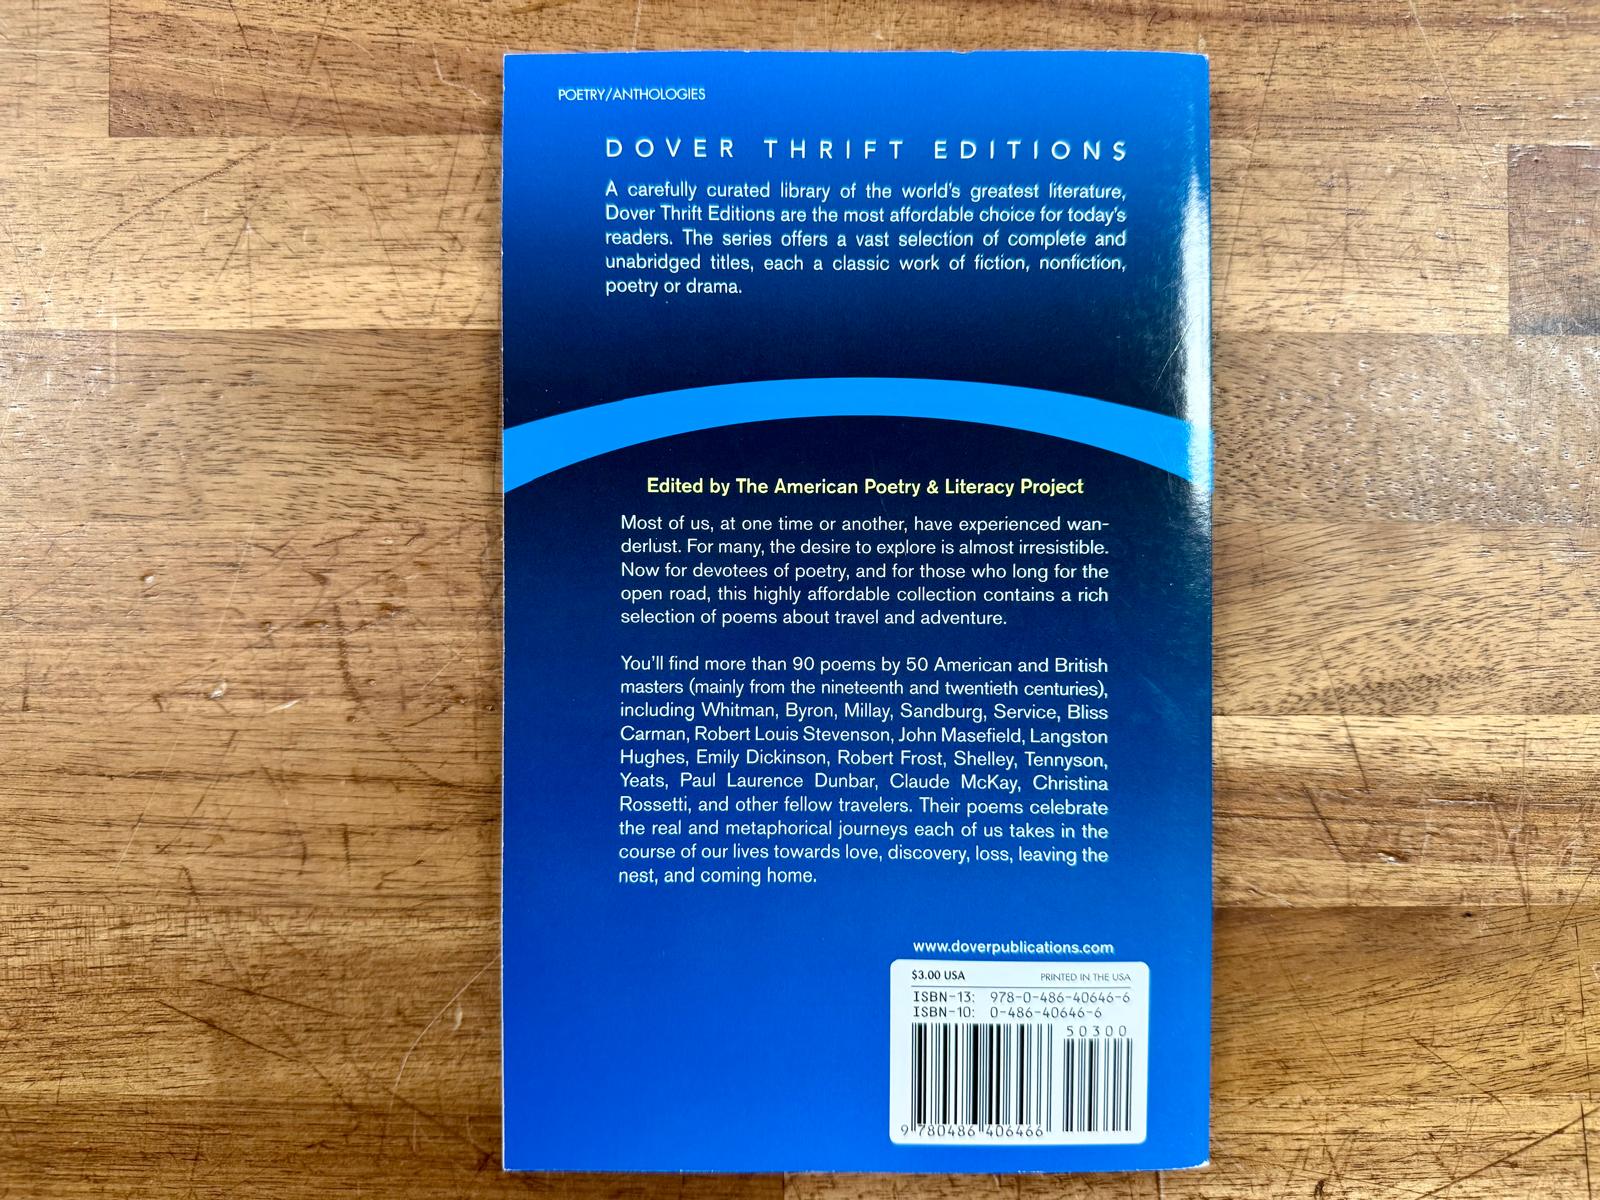 POETRY/ANTHOLOGIES
DOVER THRIFT EDITIONS
A carefully curated library of the world's greatest literature,
Dover Thrift Editions are the most affordable choice for today's
readers. The series offers a vast selection of complete and
unabridged titles, each a classic work of fiction, nonfiction,
poetry or drama.
Edited by The American Poetry & Literacy Project
Most of us, at one time or another, have experienced wan-
derlust. For many, the desire to explore is almost irresistible.
Now for devotees of poetry, and for those who long for the
open road, this highly affordable collection contains a rich
selection of poems about travel and adventure.
You'll find more than 90 poems by 50 American and British
masters (mainly from the nineteenth and twentieth centuries),
including Whitman, Byron, Millay, Sandburg, Service, Bliss
Carman, Robert Louis Stevenson, John Masefield, Langston
Hughes, Emily Dickinson, Robert Frost, Shelley, Tennyson,
Yeats, Paul Laurence Dunbar, Claude McKay, Christina
Rossetti, and other fellow travelers. Their poems celebrate
the real and metaphorical journeys each of us takes in the
course of our lives towards love, discovery, loss, leaving the
nest, and coming home.
www.doverpublications.com
$3.00 USA PRINTED IN THE USA
ISBN-13: 978-0-486-40646-6
ISBN-10: 0-486-40646-6
50300
9 780486 406466